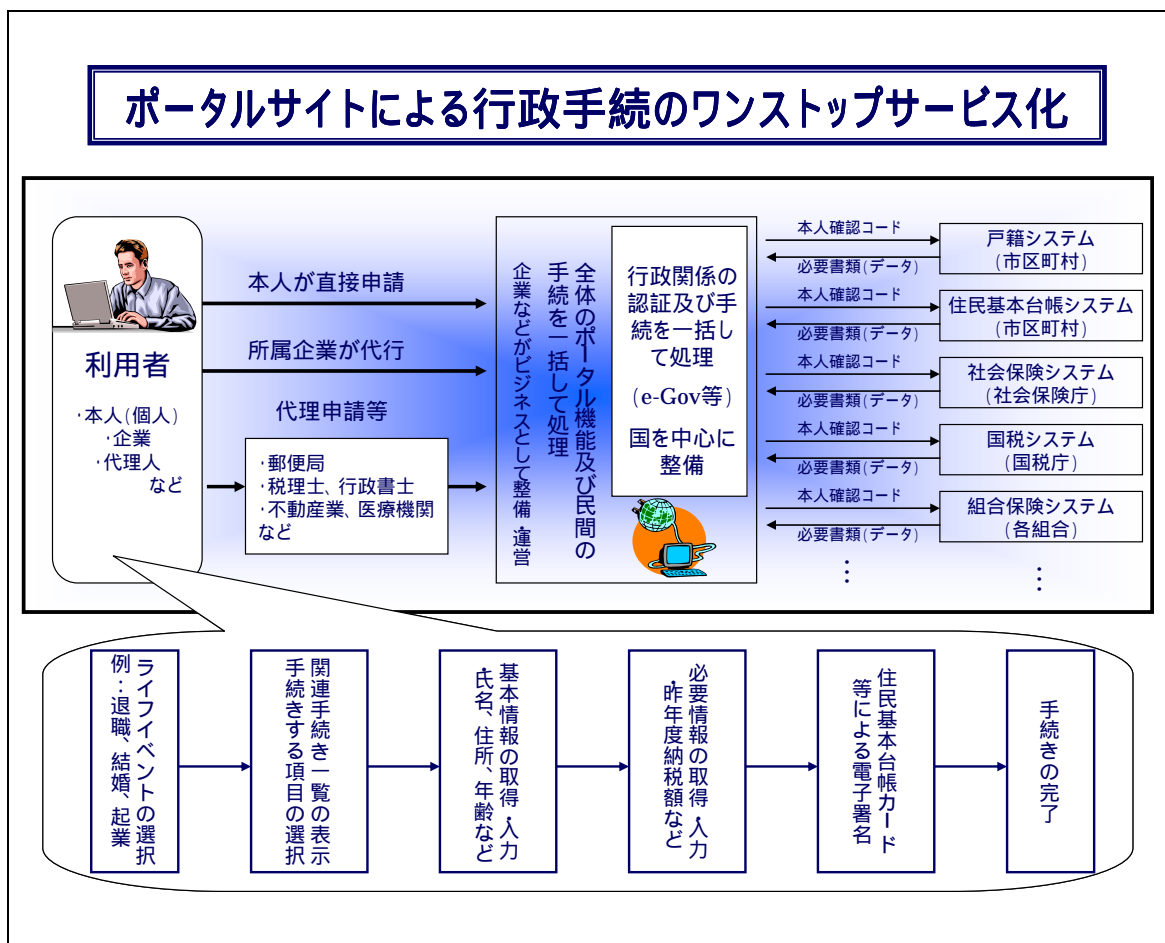 ポータルサイトによる行政手続のワンストップサービス化
利用者
・本人(個人)
・企業
・代理人
など
本人が直接申請
所属企業が代行
代理申請等
・郵便局
・税理士、行政書士
・不動産業、医療機関
など
全体のポータル機能及び民間の
手続を一括して処理
企業などがビジネスとして整備・運営
行政関係の
認証及び手
続を一括し
て処理
(e-Gov等)
国を中心に
整備
本人確認コード
必要書類(データ)
戸籍システム
(市区町村)
本人確認コード
必要書類(データ)
住民基本台帳システム
(市区町村)
本人確認コード
必要書類(データ)
社会保険システム
(社会保険庁)
本人確認コード
必要書類(データ)
国税システム
(国税庁)
本人確認コード
必要書類(データ)
組合保険システム
(各組合)
⋮
⋮
ライフイベントの選択
例：退職、結婚、起業
関連手続き一覧の表示
手続きする項目の選択
基本情報の取得・入力
・氏名、住所、年齢など
必要情報の取得・入力
・昨年度納税額など
住民基本台帳カード
等による電子署名
手続きの完了